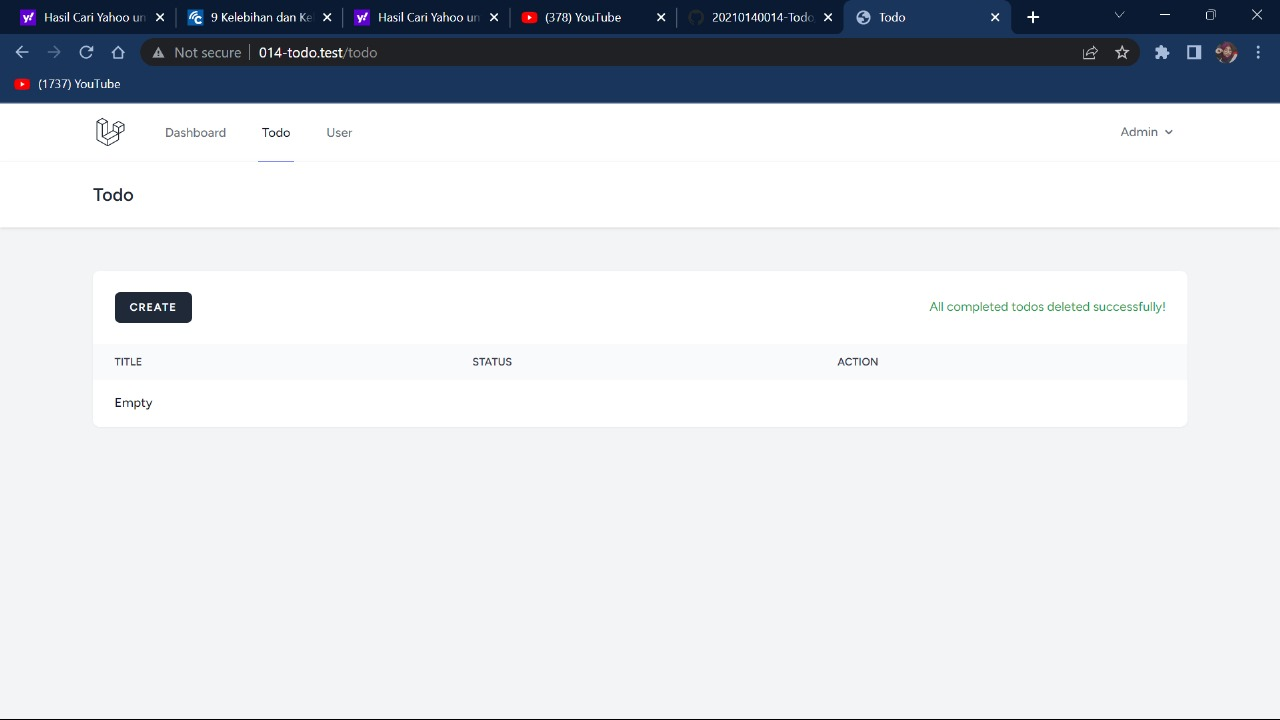 Hasil Cari Yahoo un
9 Kelebihan dan Ke
Hasil Cari Yahoo un
(378) YouTube
20210140014-Todo
Todo
Not secure
014-todo.test/todo
(1737) YouTube
Dashboard
Todo
User
Admin
Todo
CREATE
All completed todos deleted successfully!
TITLE
STATUS
ACTION
Empty